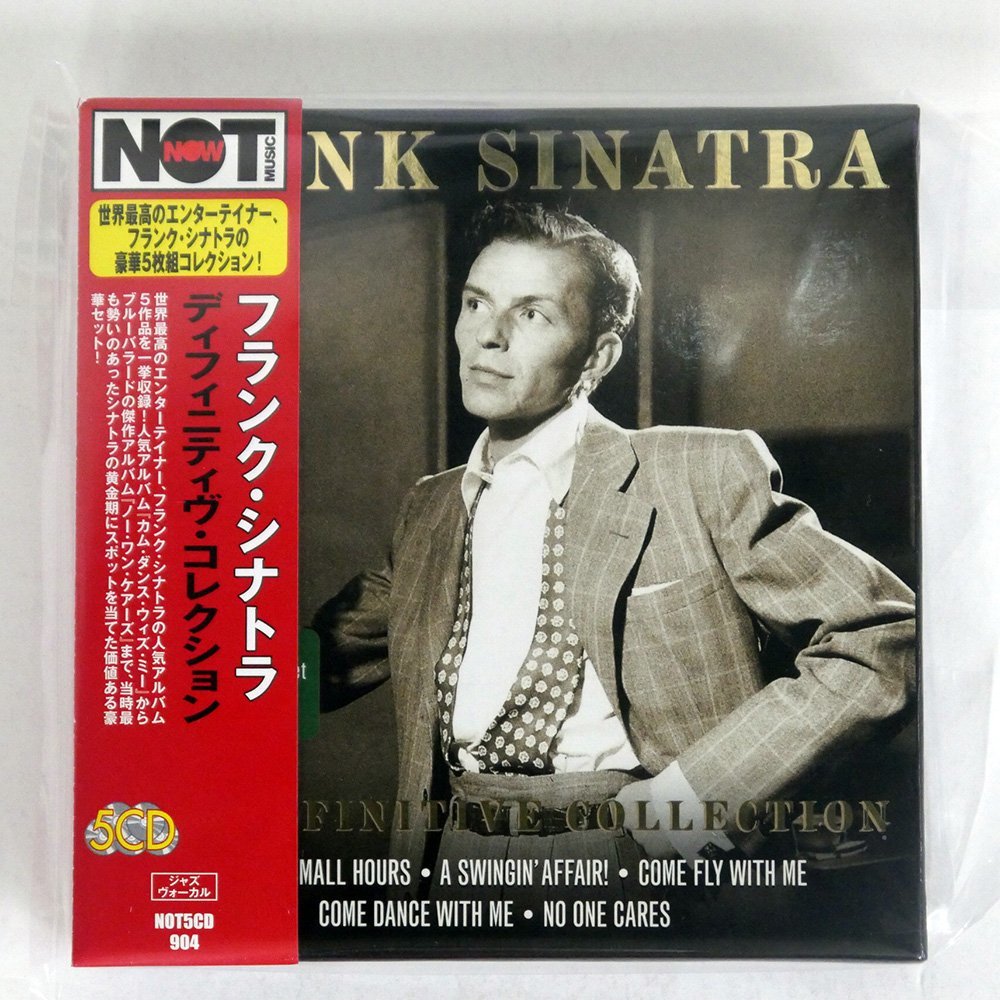 NOT
NOW
MUSIC
世界最高のエンターテイナー、
フランク・シナトラの
豪華5枚組コレクション!
フランク・シナトラ
ディフィニティヴ・コレクション
世界最高のエンターテイナー、フランク・シナトラの人気アルバム
5作品を一挙収録!人気アルバム『カム・ダンス・ウィズ・ミー』から
ブルーバラードの傑作アルバム『ノー・ワン・ケアーズ』まで、当時最
も勢いのあったシナトラの黄金期にスポットを当てた価値ある豪
華セット!
5CD
ジャズ
ヴォーカル
NOT5CD
904
NK SINATRA
FINITIVE COLLECTION
MALL HOURS • A SWINGIN' AFFAIR! • COME FLY WITH ME
COME DANCE WITH ME • NO ONE CARES